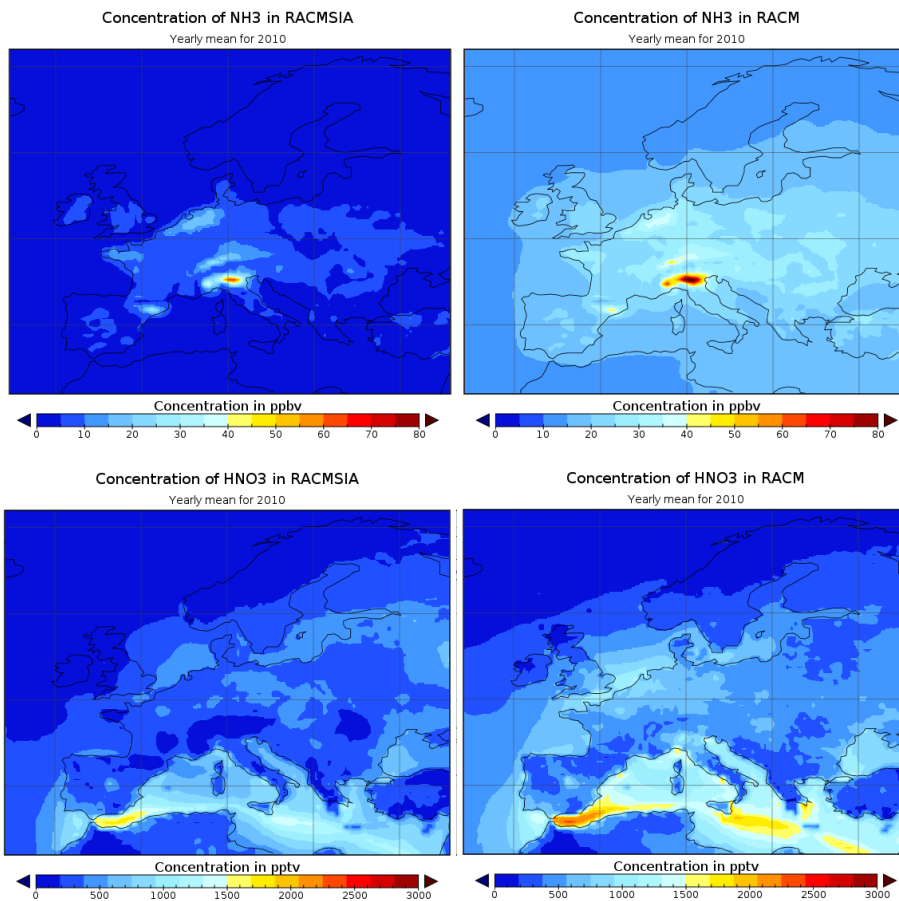 Concentration of NH3 in RACMSIA
Yearly mean for 2010
Concentration in ppbv
0 10 20 30 40 50 60 70 80
Concentration of NH3 in RACM
Yearly mean for 2010
Concentration in ppbv
0 10 20 30 40 50 60 70 80
Concentration of HNO3 in RACMSIA
Yearly mean for 2010
Concentration in pptv
0 500 1000 1500 2000 2500 3000
Concentration of HNO3 in RACM
Yearly mean for 2010
Concentration in pptv
0 500 1000 1500 2000 2500 3000